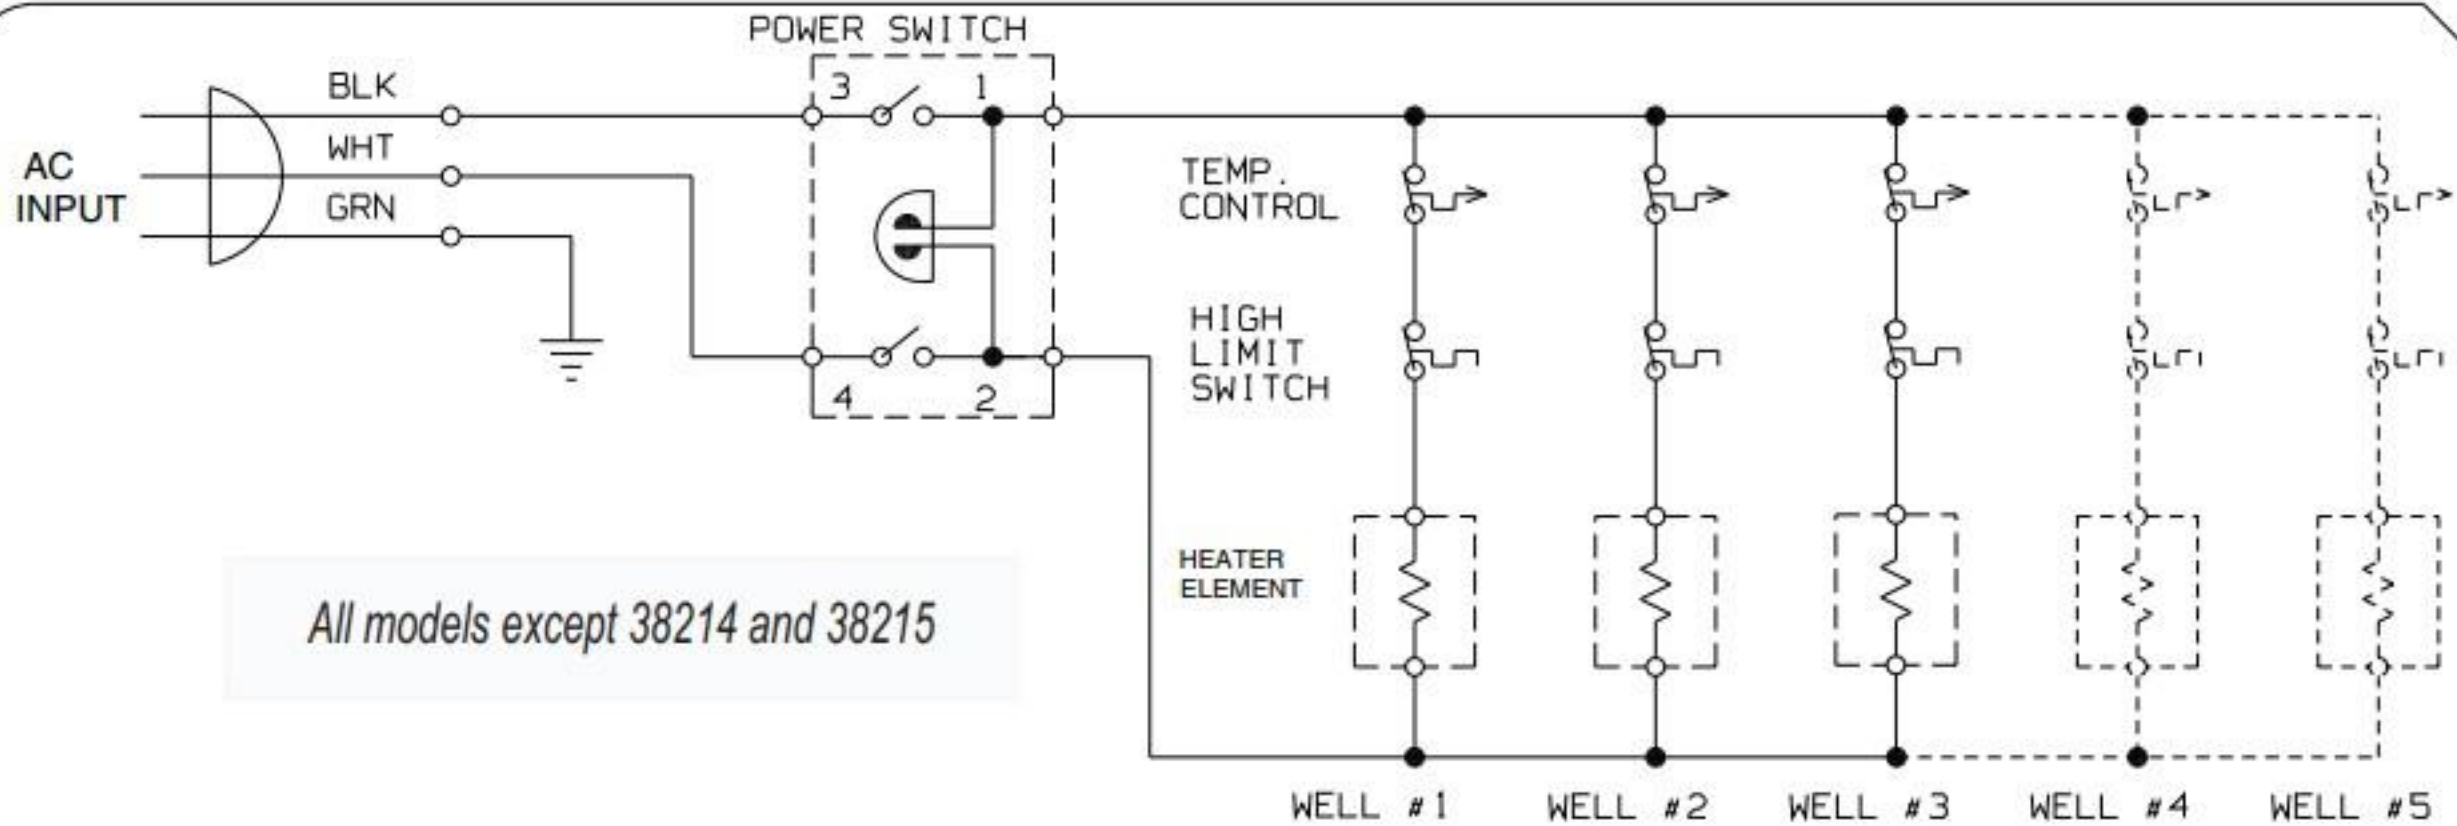 POWER SWITCH
BLK
3 1
WHT
AC
INPUT
GRN
TEMP.
CONTROL
HIGH
LIMIT
SWITCH
4 2
HEATER
ELEMENT
All models except 38214 and 38215
WELL #1 WELL #2 WELL #3 WELL #4 WELL #5